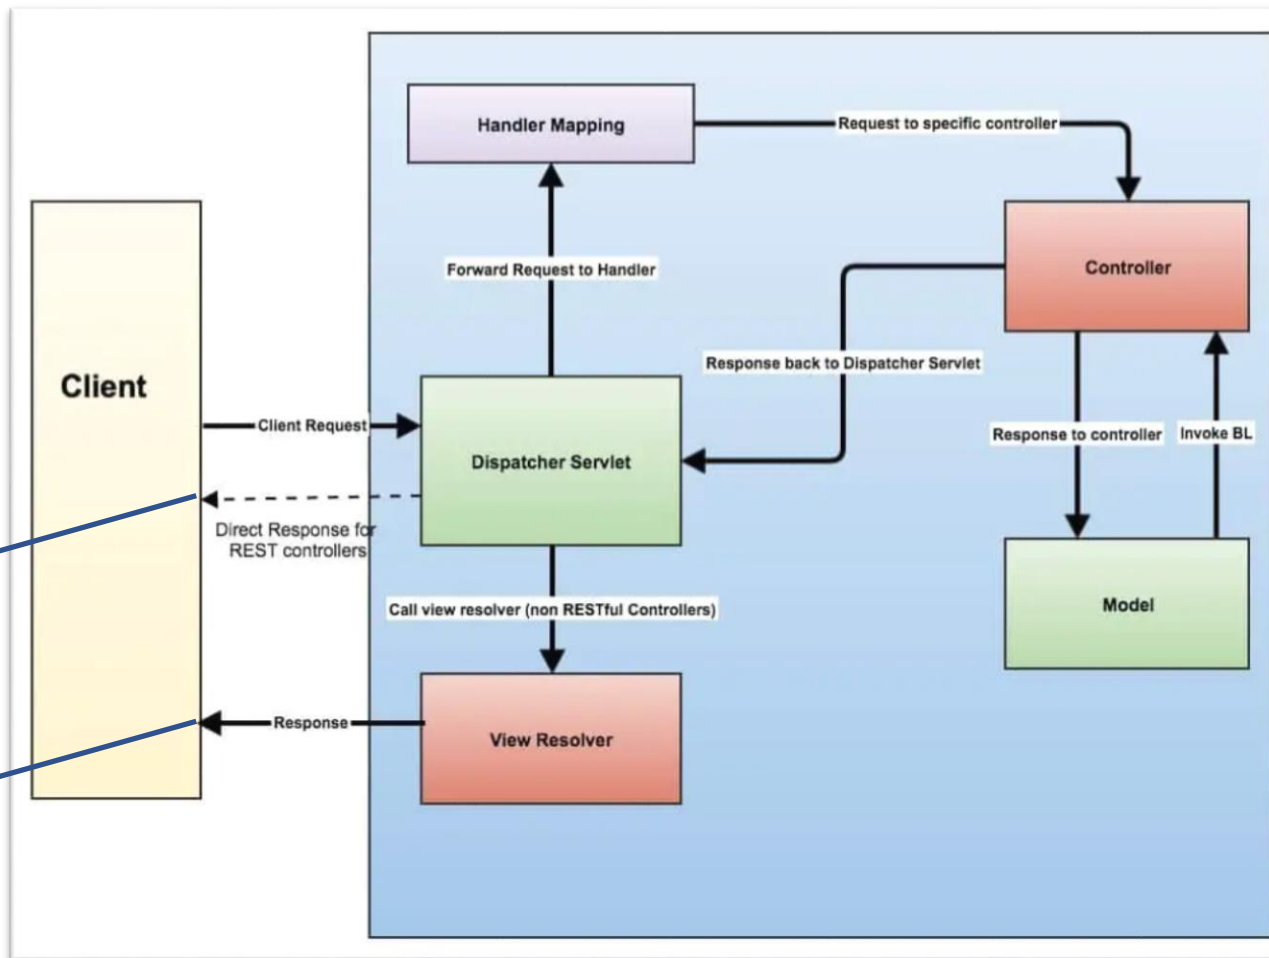 Handler Mapping
Request to specific controller
Controller
Forward Request to Handler
Response back to Dispatcher Servlet
Client
Client Request
Dispatcher Servlet
Response to controller
Invoke BL
Direct Response for
REST controllers
Call view resolver (non RESTful Controllers)
Model
Response
View Resolver